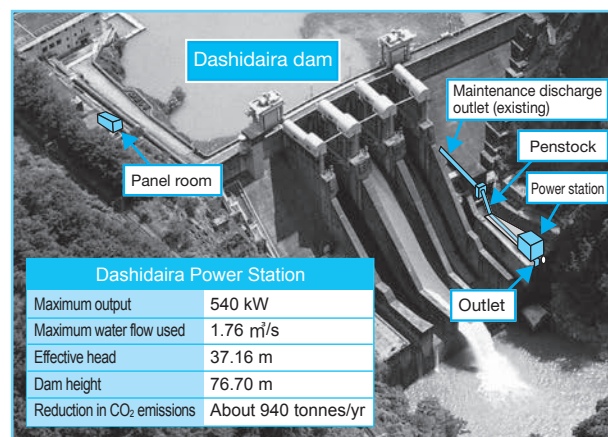 Dashidaira dam
Maintenance discharge
outlet (existing)
Penstock
Power station
Panel room
Outlet
Dashidaira Power Station
Maximum output 540 kW
Maximum water flow used 1.76 ㎥/s
Effective head 37.16 m
Dam height 76.70 m
Reduction in CO₂ emissions About 940 tonnes/yr